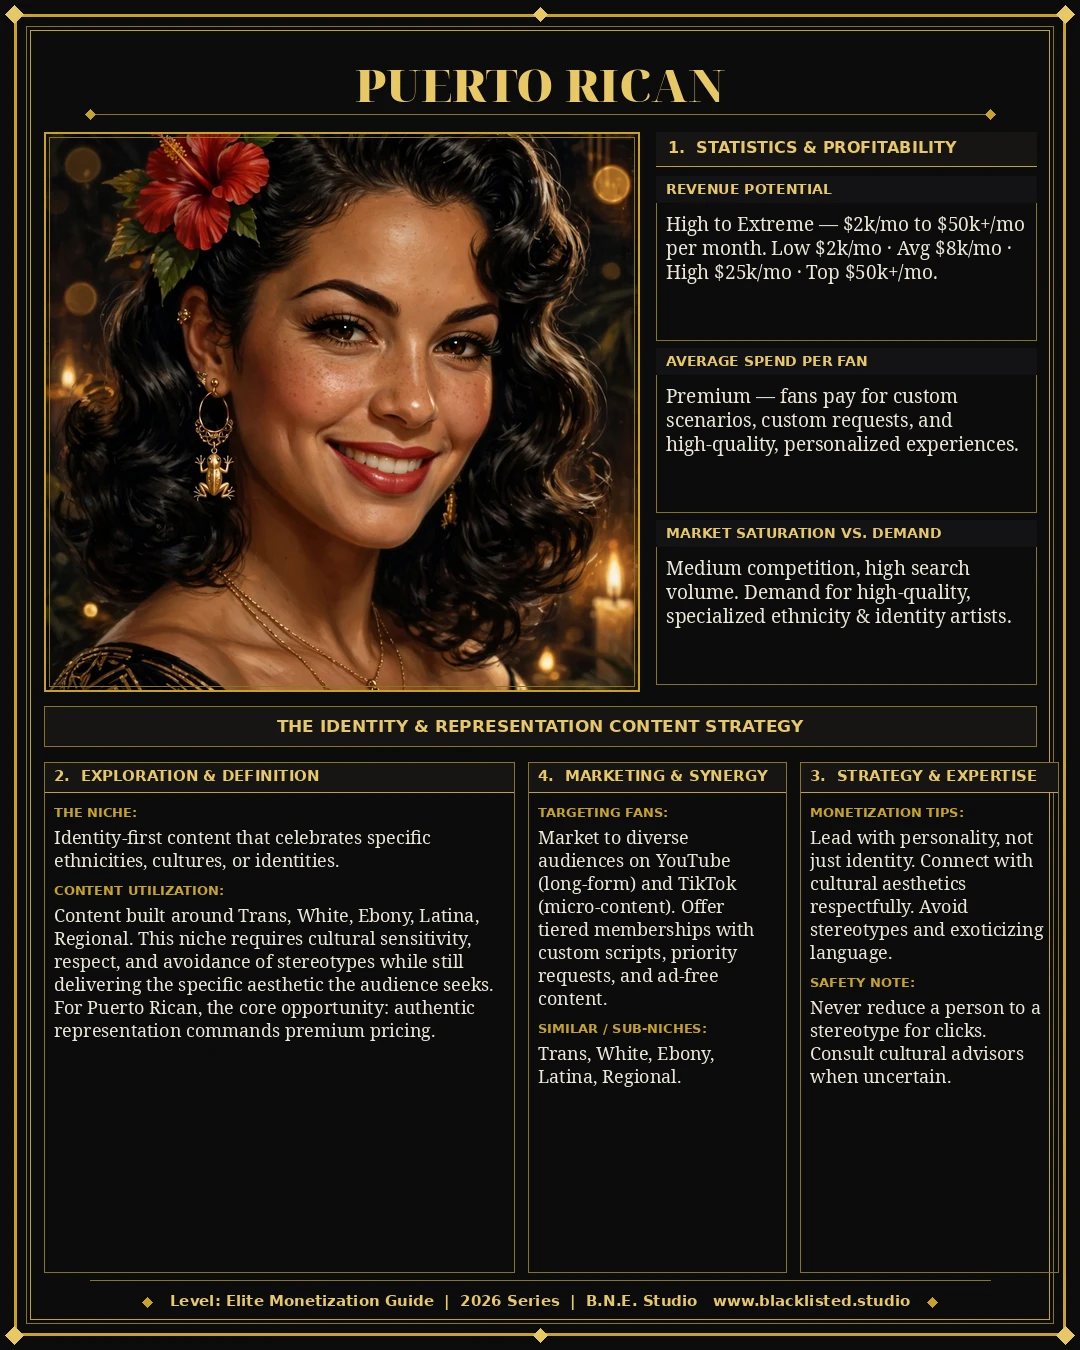 PUERTO RICAN
1. STATISTICS & PROFITABILITY
REVENUE POTENTIAL
High to Extreme — $2k/mo to $50k+/mo
per month. Low $2k/mo · Avg $8k/mo ·
High $25k/mo · Top $50k+/mo.
AVERAGE SPEND PER FAN
Premium — fans pay for custom
scenarios, custom requests, and
high-quality, personalized experiences.
MARKET SATURATION VS. DEMAND
Medium competition, high search
volume. Demand for high-quality,
specialized ethnicity & identity artists.
THE IDENTITY & REPRESENTATION CONTENT STRATEGY
2. EXPLORATION & DEFINITION
THE NICHE:
Identity-first content that celebrates specific
ethnicities, cultures, or identities.
CONTENT UTILIZATION:
Content built around Trans, White, Ebony, Latina,
Regional. This niche requires cultural sensitivity,
respect, and avoidance of stereotypes while still
delivering the specific aesthetic the audience seeks.
For Puerto Rican, the core opportunity: authentic
representation commands premium pricing.
4. MARKETING & SYNERGY
TARGETING FANS:
Market to diverse
audiences on YouTube
(long-form) and TikTok
(micro-content). Offer
tiered memberships with
custom scripts, priority
requests, and ad-free
content.
SIMILAR / SUB-NICHES:
Trans, White, Ebony,
Latina, Regional.
3. STRATEGY & EXPERTISE
MONETIZATION TIPS:
Lead with personality, not
just identity. Connect with
cultural aesthetics
respectfully. Avoid
stereotypes and exoticizing
language.
SAFETY NOTE:
Never reduce a person to a
stereotype for clicks.
Consult cultural advisors
when uncertain.
Level: Elite Monetization Guide | 2026 Series | B.N.E. Studio www.blacklisted.studio